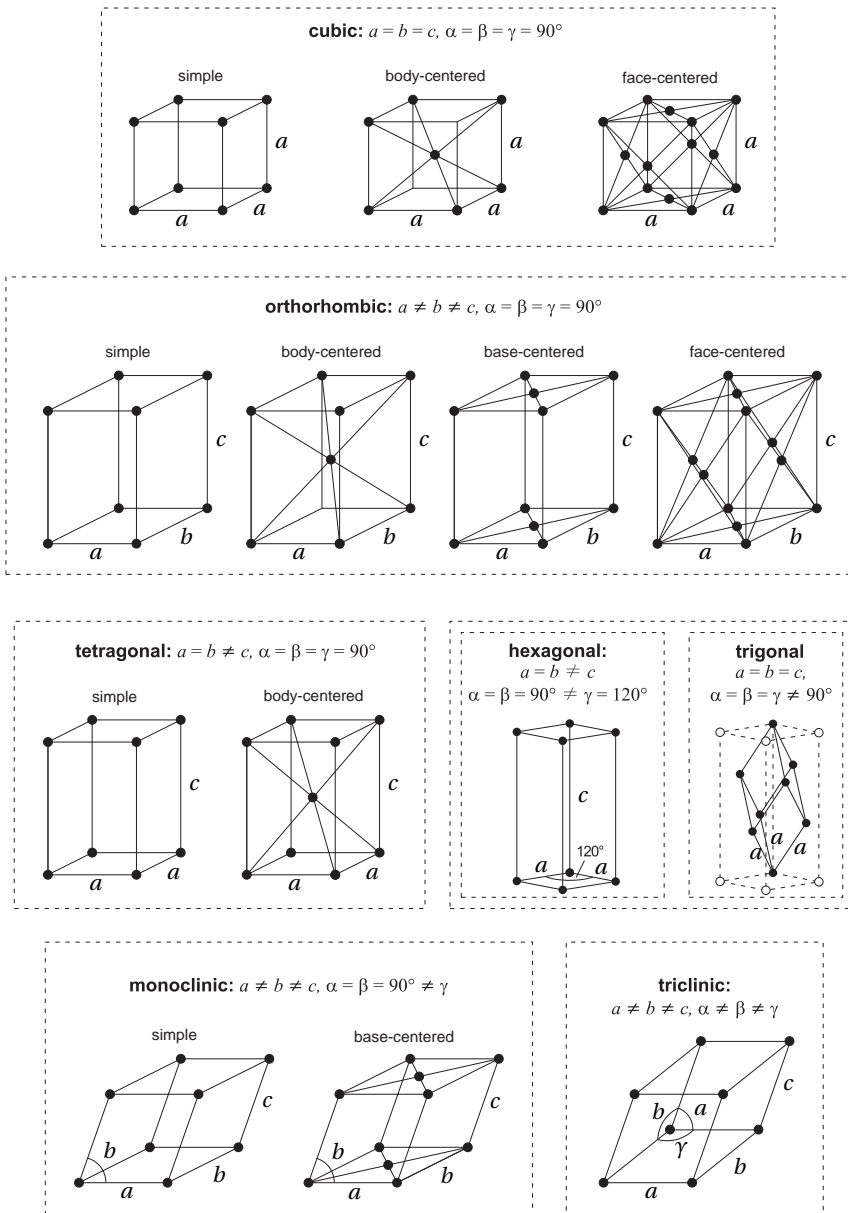 cubic: a = b = c, α = β = γ = 90°
simple
body-centered
face-centered
a
a
a
a
a
a
a
a
a
orthorhombic: a ≠ b ≠ c, α = β = γ = 90°
simple
body-centered
base-centered
face-centered
c
c
c
c
a
b
a
b
a
b
a
b
tetragonal: a = b ≠ c, α = β = γ = 90°
simple
body-centered
c
c
a
a
a
a
hexagonal:
a = b ≠ c
α = β = 90° ≠ γ = 120°
c
a
120°
a
trigonal
a = b = c,
α = β = γ ≠ 90°
a
a
a
monoclinic: a ≠ b ≠ c, α = β = 90° ≠ γ
simple
base-centered
c
c
b
a
b
b
a
b
triclinic:
a ≠ b ≠ c, α ≠ β ≠ γ
c
b
a
γ
b
a